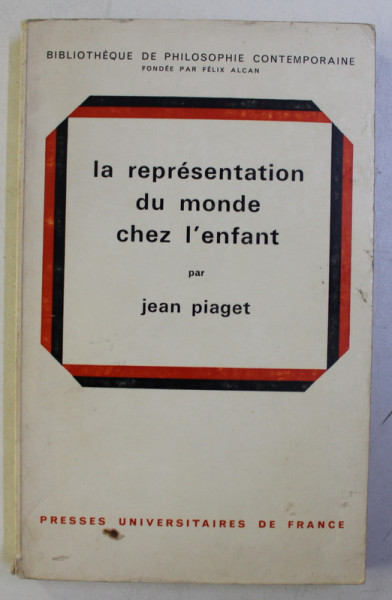 BIBLIOTHÈQUE DE PHILOSOPHIE CONTEMPORAINE
FONDÉE PAR FÉLIX ALCAN
la représentation
du monde
chez l'enfant
par
jean piaget
PRESSES UNIVERSITAIRES DE FRANCE